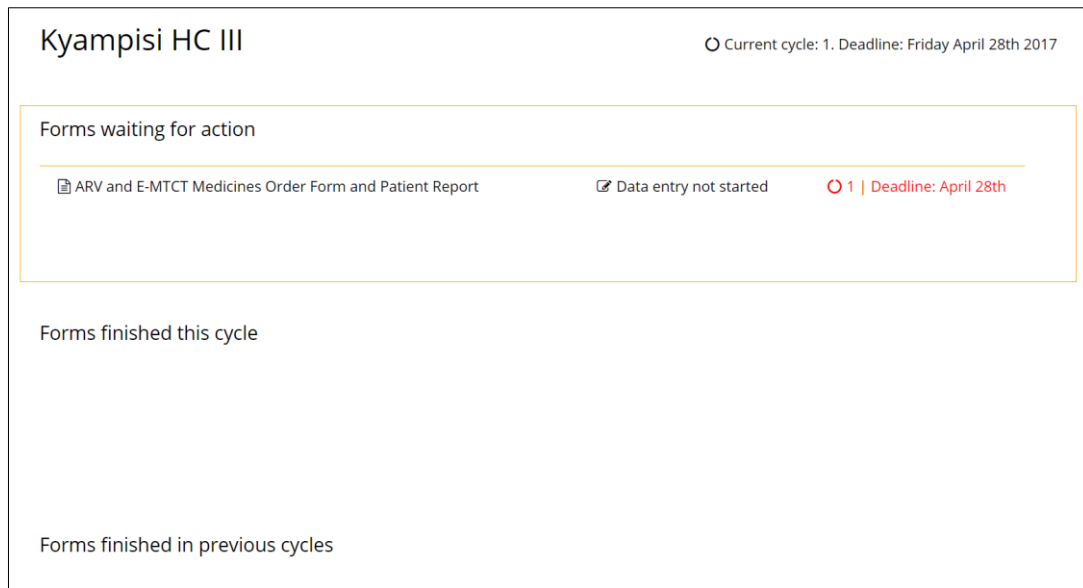 Kyampisi HC III
Current cycle: 1. Deadline: Friday April 28th 2017
Forms waiting for action
ARV and E-MTCT Medicines Order Form and Patient Report
Data entry not started
1 | Deadline: April 28th
Forms finished this cycle
Forms finished in previous cycles